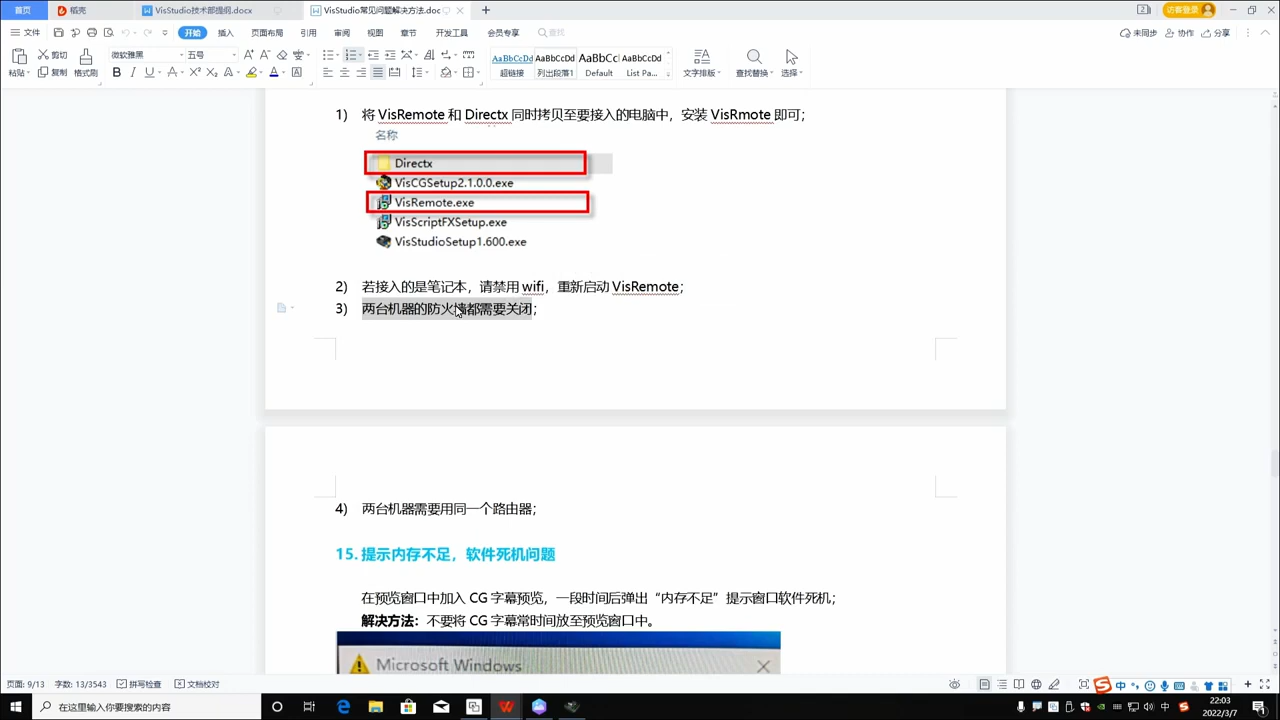 首页
稻壳
VisStudio技术部提纲.docx
VisStudio常见问题解决方法.doc
访客登录
文件
开始
插入
页面布局
引用
审阅
视图
章节
开发工具
会员专享
查找
未同步
协作
分享
粘贴
剪切
复制
格式刷
微软雅黑
五号
AaBbCcDd
超链接
AaBbCcDd
列出段落1
AaBbCc
Default
AaBbCcDd
List Pa...
文字排版
查找替换
选择
1) 将 VisRemote 和 Directx 同时拷贝至要接入的电脑中，安装 VisRmote 即可；
名称
Directx
VisCGSetup2.1.0.0.exe
VisRemote.exe
VisScriptFXSetup.exe
VisStudioSetup1.600.exe
2) 若接入的是笔记本，请禁用 wifi，重新启动 VisRemote；
3) 两台机器的防火墙都需要关闭；
4) 两台机器需要用同一个路由器；
15. 提示内存不足，软件死机问题
在预览窗口中加入 CG 字幕预览，一段时间后弹出“内存不足”提示窗口软件死机；
解决方法：不要将 CG 字幕常时间放至预览窗口中。
Microsoft Windows
页面: 9/13
字数: 13/3543
拼写检查
文档校对
中
在这里输入你要搜索的内容
中
22:03
2022/3/7